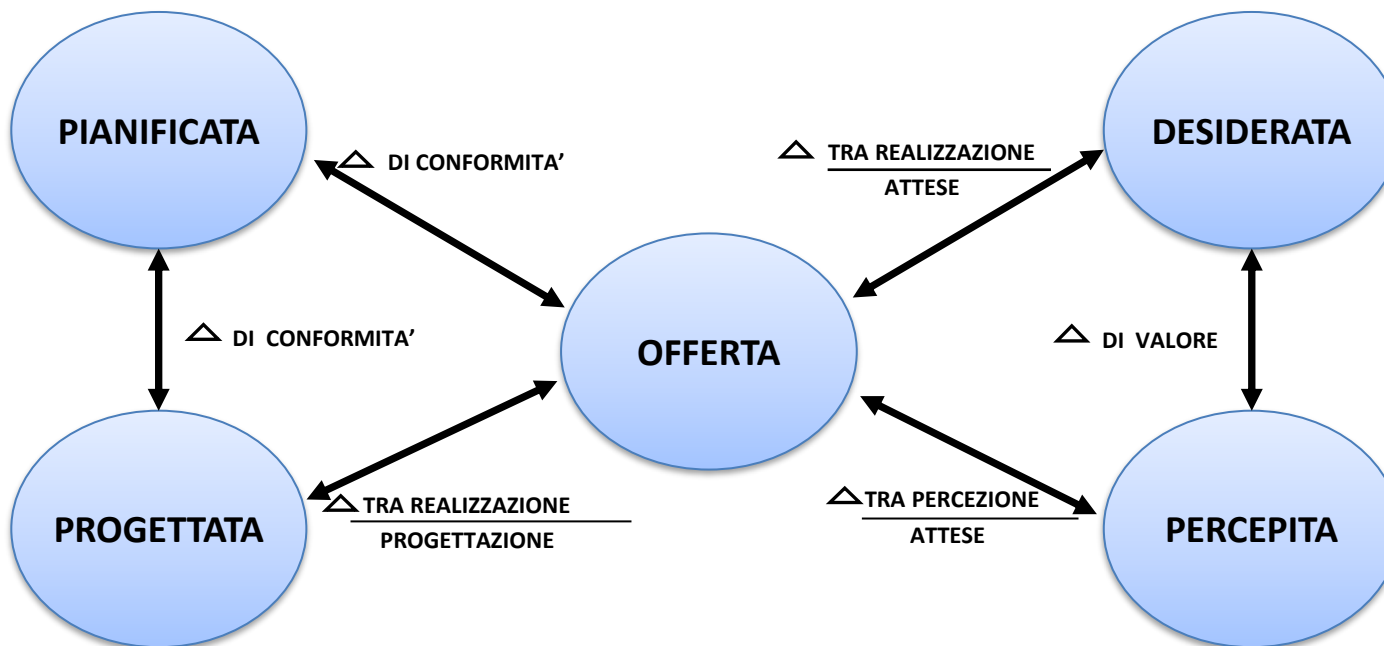 PIANIFICATA
DESIDERATA
△ DI CONFORMITA’
△ TRA REALIZZAZIONE
ATTESE
△ DI CONFORMITA’
OFFERTA
△ DI VALORE
PROGETTATA
△ TRA REALIZZAZIONE
PROGETTAZIONE
△ TRA PERCEZIONE
ATTESE
PERCEPITA